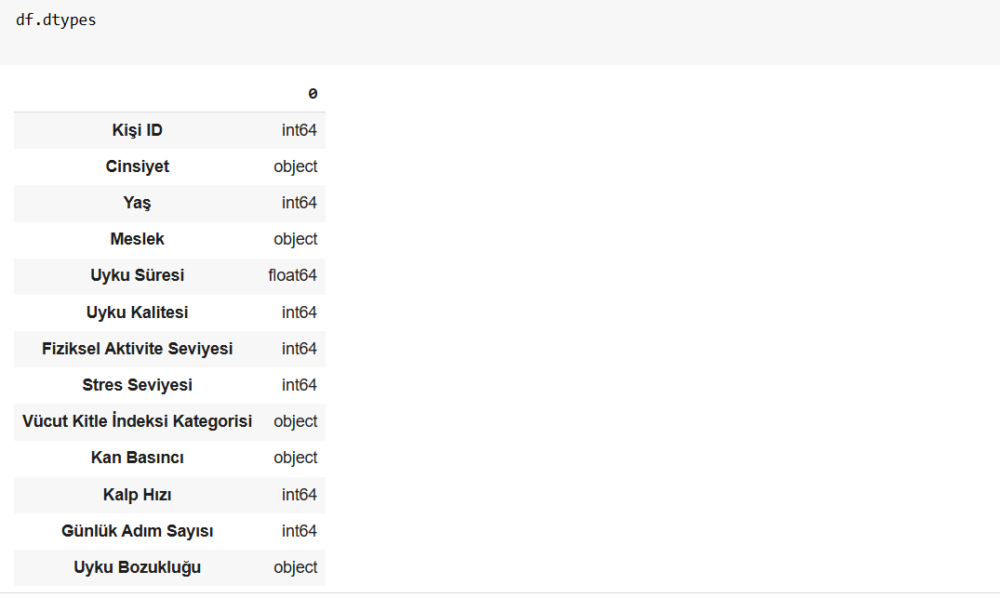 df.dtypes
0
Kişi ID int64
Cinsiyet object
Yaş int64
Meslek object
Uyku Süresi float64
Uyku Kalitesi int64
Fiziksel Aktivite Seviyesi int64
Stres Seviyesi int64
Vücut Kitle İndeksi Kategorisi object
Kan Basıncı object
Kalp Hızı int64
Günlük Adım Sayısı int64
Uyku Bozukluğu object